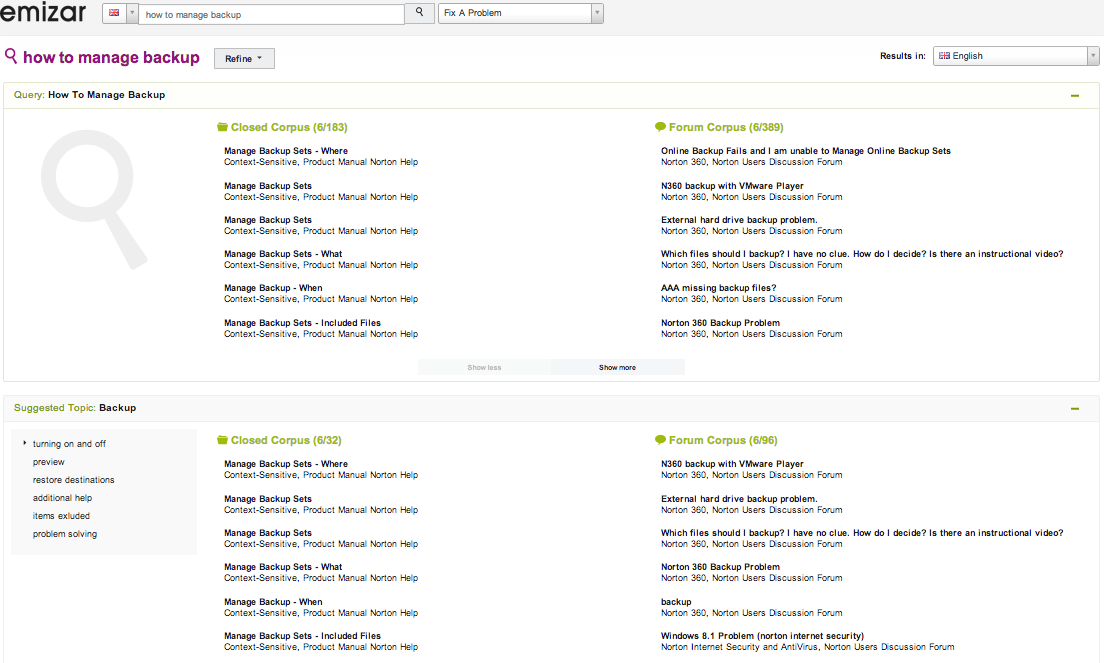 emizar
how to manage backup
Fix A Problem
how to manage backup
Refine
Results in:
English
Query: How To Manage Backup
Closed Corpus (6/183)
Manage Backup Sets - Where
Context-Sensitive, Product Manual Norton Help
Manage Backup Sets
Context-Sensitive, Product Manual Norton Help
Manage Backup Sets
Context-Sensitive, Product Manual Norton Help
Manage Backup Sets - What
Context-Sensitive, Product Manual Norton Help
Manage Backup - When
Context-Sensitive, Product Manual Norton Help
Manage Backup Sets - Included Files
Context-Sensitive, Product Manual Norton Help
Forum Corpus (6/389)
Online Backup Fails and I am unable to Manage Online Backup Sets
Norton 360, Norton Users Discussion Forum
N360 backup with VMware Player
Norton 360, Norton Users Discussion Forum
External hard drive backup problem.
Norton 360, Norton Users Discussion Forum
Which files should I backup? I have no clue. How do I decide? Is there an instructional video?
Norton 360, Norton Users Discussion Forum
AAA missing backup files?
Norton 360, Norton Users Discussion Forum
Norton 360 Backup Problem
Norton 360, Norton Users Discussion Forum
Show less
Show more
Suggested Topic: Backup
turning on and off
preview
restore destinations
additional help
items exluded
problem solving
Closed Corpus (6/32)
Manage Backup Sets - Where
Context-Sensitive, Product Manual Norton Help
Manage Backup Sets
Context-Sensitive, Product Manual Norton Help
Manage Backup Sets
Context-Sensitive, Product Manual Norton Help
Manage Backup Sets - What
Context-Sensitive, Product Manual Norton Help
Manage Backup - When
Context-Sensitive, Product Manual Norton Help
Manage Backup Sets - Included Files
Context-Sensitive, Product Manual Norton Help
Forum Corpus (6/96)
N360 backup with VMware Player
Norton 360, Norton Users Discussion Forum
External hard drive backup problem.
Norton 360, Norton Users Discussion Forum
Which files should I backup? I have no clue. How do I decide? Is there an instructional video?
Norton 360, Norton Users Discussion Forum
Norton 360 Backup Problem
Norton 360, Norton Users Discussion Forum
backup
Norton 360, Norton Users Discussion Forum
Windows 8.1 Problem (norton internet security)
Norton Internet Security and AntiVirus, Norton Users Discussion Forum